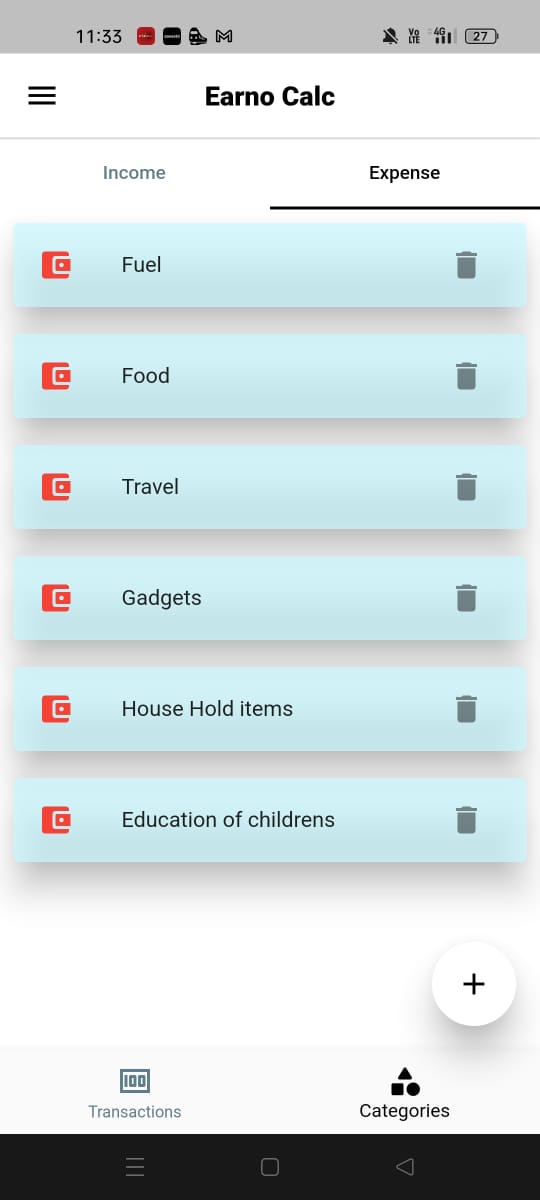 11:33
Vo
LTE
4G
27
Earno Calc
Income
Expense
Fuel
Food
Travel
Gadgets
House Hold items
Education of childrens
100
Transactions
Categories